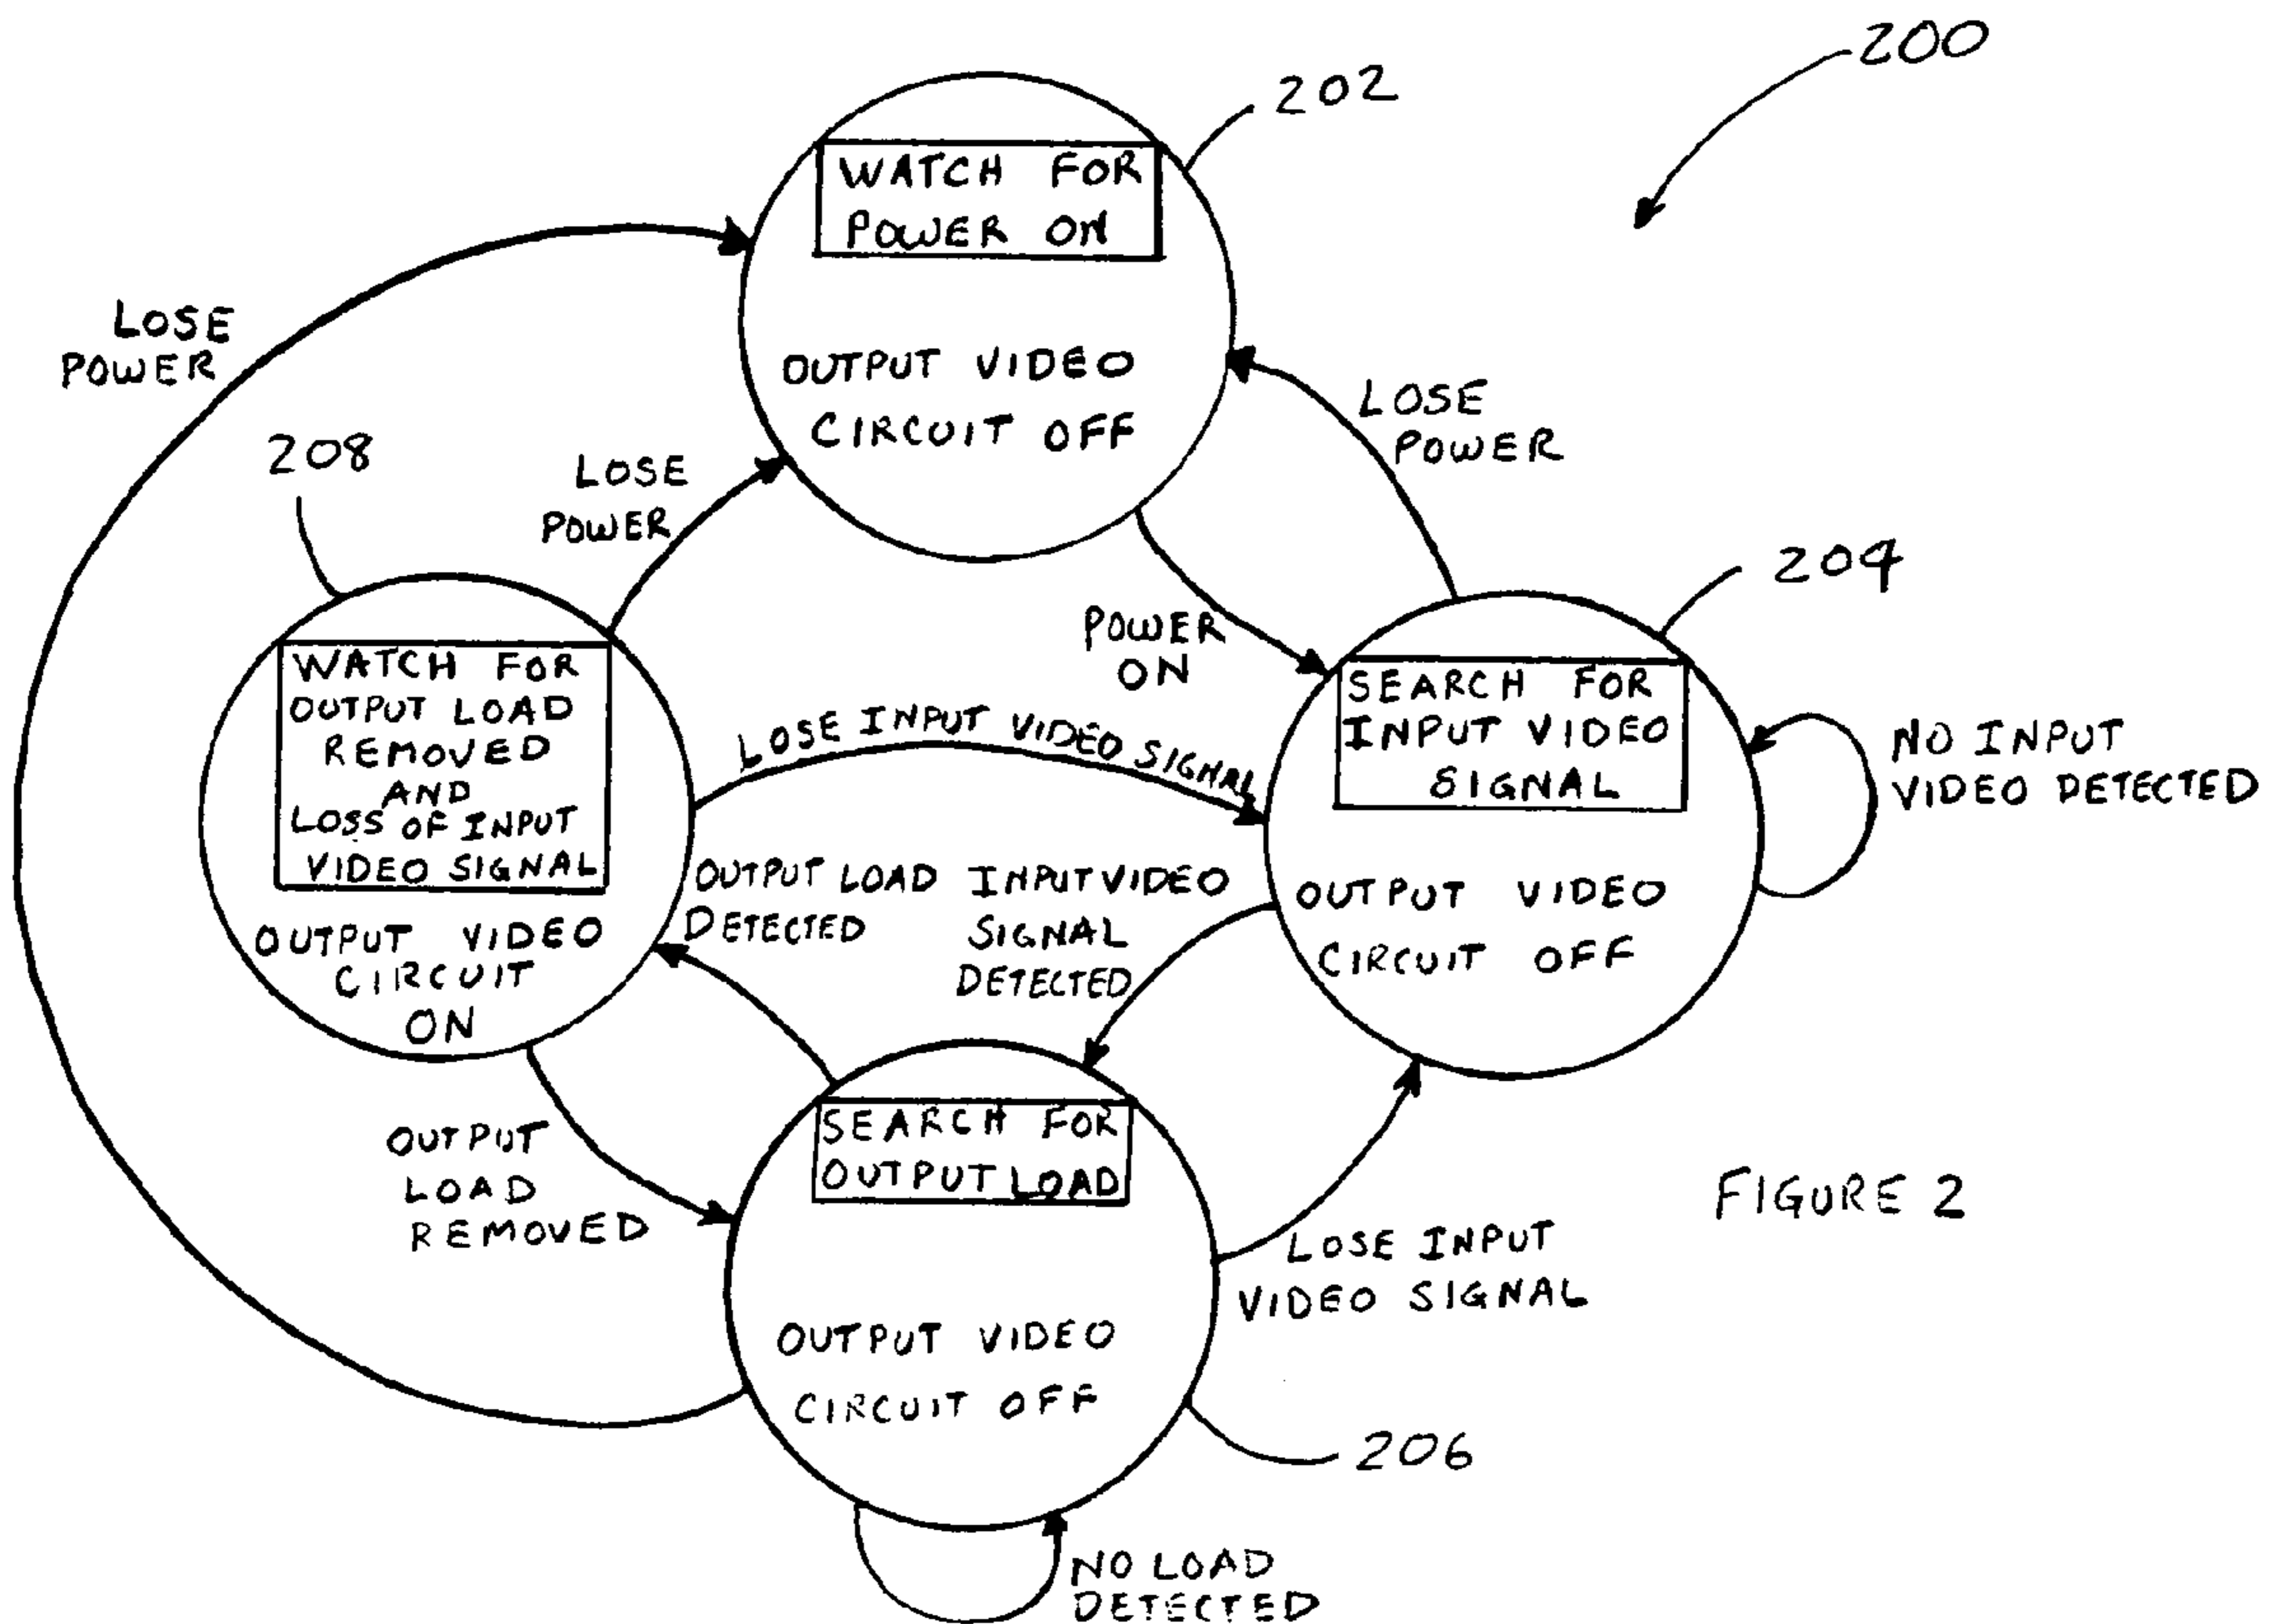 200
202
WATCH FOR
POWER ON
OUTPUT VIDEO
CIRCUIT OFF
LOSE
POWER
LOSE
POWER
208
LOSE
POWER
204
POWER
ON
WATCH FOR
OUTPUT LOAD
REMOVED
AND
LOSS OF INPUT
VIDEO SIGNAL
OUTPUT VIDEO
CIRCUIT
ON
LOSE INPUT VIDEO SIGNAL
SEARCH FOR
INPUT VIDEO
SIGNAL
OUTPUT VIDEO
CIRCUIT OFF
NO INPUT
VIDEO DETECTED
OUTPUT LOAD
DETECTED
INPUT VIDEO
SIGNAL
DETECTED
OUTPUT
LOAD
REMOVED
SEARCH FOR
OUTPUT LOAD
OUTPUT VIDEO
CIRCUIT OFF
LOSE INPUT
VIDEO SIGNAL
FIGURE 2
206
NO LOAD
DETECTED